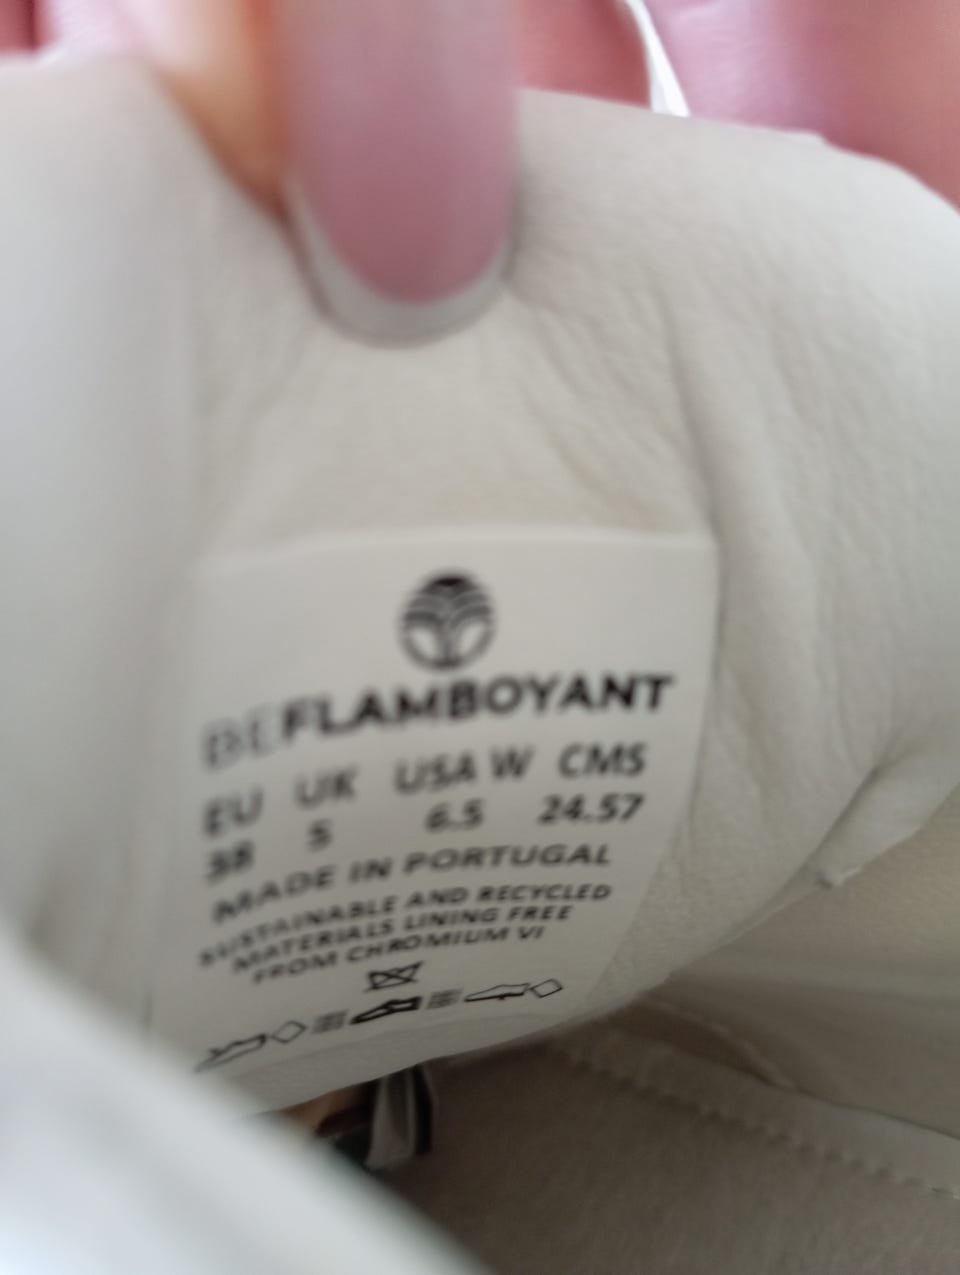 BEFLAMBOYANT
EU UK USA W CMS
38 5 6.5 24.57
MADE IN PORTUGAL
SUSTAINABLE AND RECYCLED
MATERIALS LINING FREE
FROM CHROMIUM VI